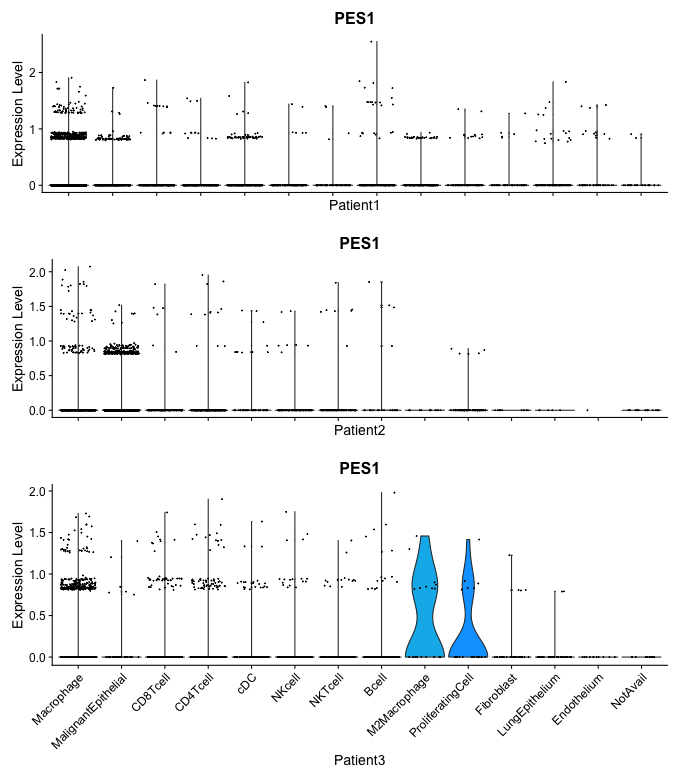 PES1
Expression Level
2
1
0
Patient1
PES1
Expression Level
2.0
1.5
1.0
0.5
0.0
Patient2
PES1
Expression Level
2.0
1.5
1.0
0.5
0.0
Macrophage
MalignantEpithelial
CD8Tcell
CD4Tcell
cDC
NKcell
NKTcell
Bcell
M2Macrophage
ProliferatingCell
Fibroblast
LungEpithelium
Endothelium
NotAvail
Patient3